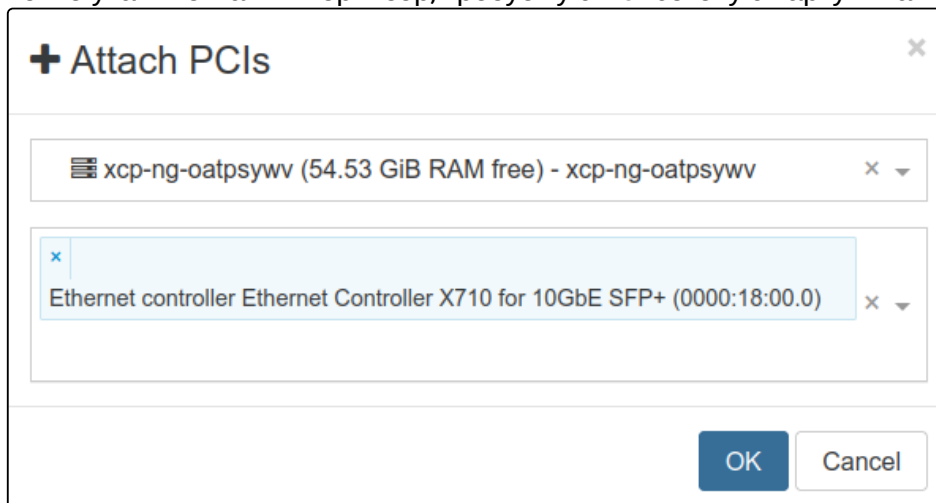 + Attach PCIs
×
xcp-ng-oatpsywv (54.53 GiB RAM free) - xcp-ng-oatpsywv
×
×
Ethernet controller Ethernet Controller X710 for 10GbE SFP+ (0000:18:00.0)
×
OK Cancel